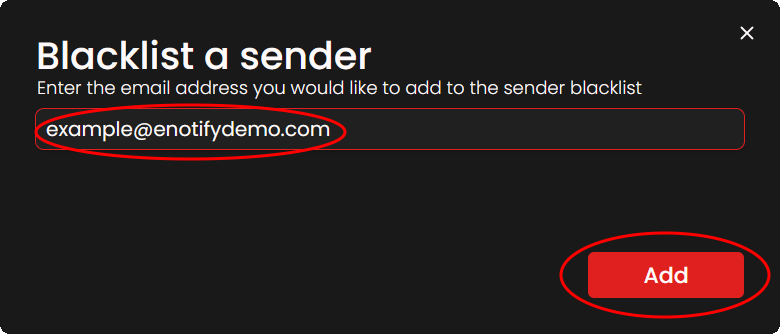 Blacklist a sender
Enter the email address you would like to add to the sender blacklist
example@enotifydemo.com
Add